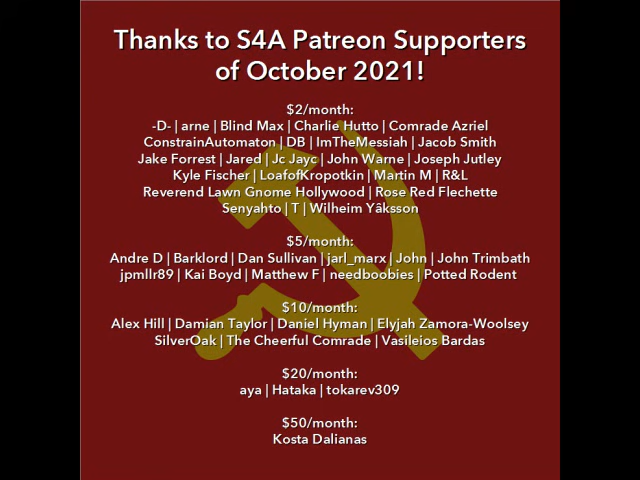 Thanks to S4A Patreon Supporters
of October 2021!
$2/month:
-D- | arne | Blind Max | Charlie Hutto | Comrade Azriel
ConstrainAutomaton | DB | ImTheMessiah | Jacob Smith
Jake Forrest | Jared | Jc Jayc | John Warne | Joseph Jutley
Kyle Fischer | LoafofKropotkin | Martin M | R&L
Reverend Lawn Gnome Hollywood | Rose Red Flechette
Senyahto | T | Wilheim Yäksson
$5/month:
Andre D | Barklord | Dan Sullivan | jarl_marx | John | John Trimbath
jpmllr89 | Kai Boyd | Matthew F | needboobies | Potted Rodent
$10/month:
Alex Hill | Damian Taylor | Daniel Hyman | Elyjah Zamora-Woolsey
SilverOak | The Cheerful Comrade | Vasileios Bardas
$20/month:
aya | Hataka | tokarev309
$50/month:
Kosta Dalianas